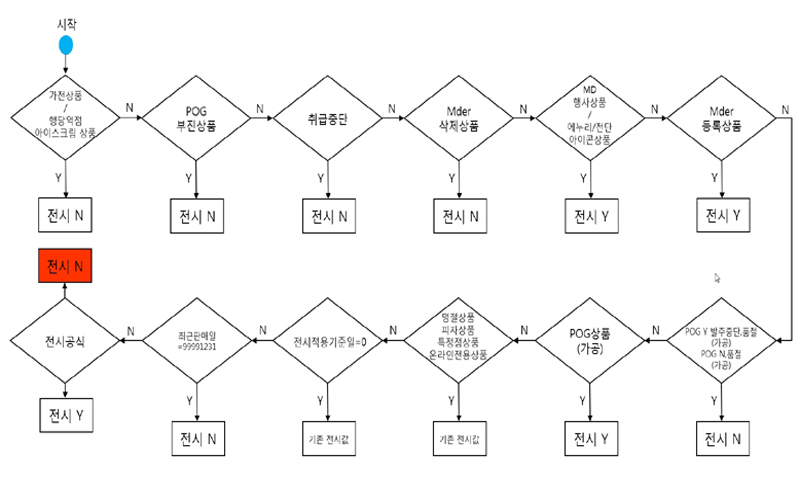 시작
가전상품
/
행당역점
아이스크림 상품
N
Y
전시 N
POG
부진상품
N
Y
전시 N
취급중단
N
Y
전시 N
Mder
삭제상품
N
Y
전시 N
MD
행사상품
/
에누리/전단
아이콘상품
N
Y
전시 Y
Mder
등록상품
N
Y
전시 Y
POG Y 발주중단,품절
(가공)
POG N,품절
(가공)
N
Y
전시 N
POG상품
(가공)
N
Y
전시 Y
명절상품
피자상품
특정점상품
온라인전용상품
N
Y
기존 전시값
전시적용기준일=0
N
Y
기존 전시값
최근판매일
=99991231
N
Y
전시 N
전시공식
전시 N
Y
전시 Y